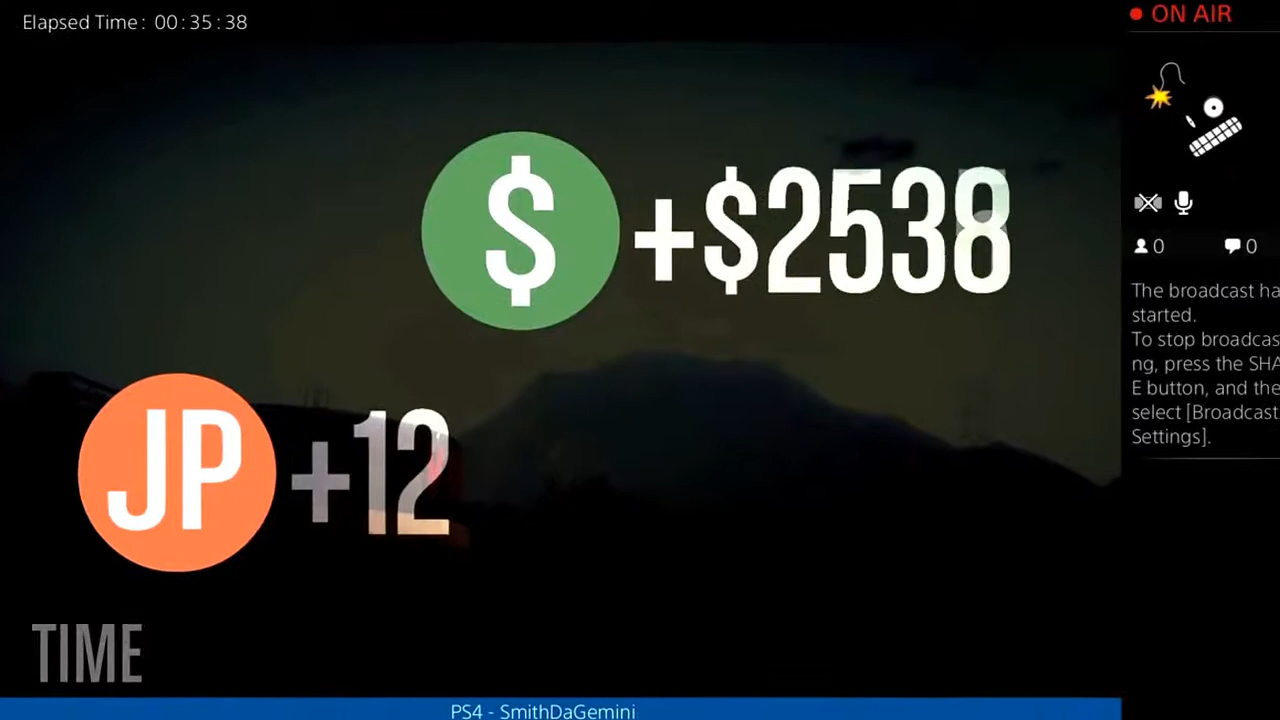 Elapsed Time: 00:35:38
ON AIR
$ +$2538
0 0
The broadcast ha
started.
To stop broadcas
ng, press the SHA
E button, and the
select [Broadcast
Settings].
JP +12
TIME
PS4 - SmithDaGemini